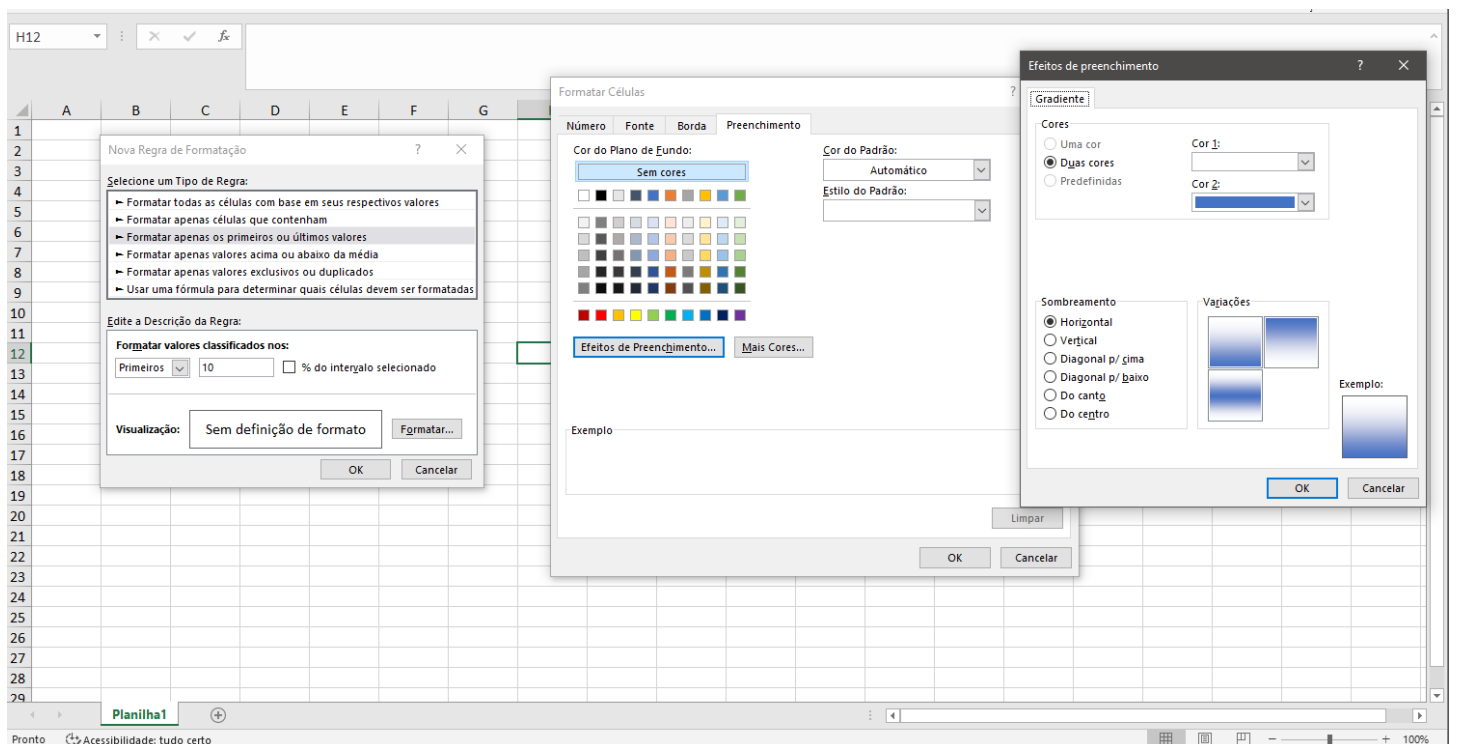 H12
fx
A B C D E F G
1
2
3
4
5
6
7
8
9
10
11
12
13
14
15
16
17
18
19
20
21
22
23
24
25
26
27
28
29
Nova Regra de Formatação ?
Selecione um Tipo de Regra:
► Formatar todas as células com base em seus respectivos valores
► Formatar apenas células que contenham
► Formatar apenas os primeiros ou últimos valores
► Formatar apenas valores acima ou abaixo da média
► Formatar apenas valores exclusivos ou duplicados
► Usar uma fórmula para determinar quais células devem ser formatadas
Edite a Descrição da Regra:
Formatar valores classificados nos:
Primeiros 10 % do intervalo selecionado
Visualização: Sem definição de formato Formatar...
OK Cancelar
Formatar Células ?
Número Fonte Borda Preenchimento
Cor do Plano de Fundo:
Sem cores
Efeitos de Preenchimento... Mais Cores...
Cor do Padrão:
Automático
Estilo do Padrão:
Exemplo
Limpar
OK Cancelar
Efeitos de preenchimento ?
Gradiente
Cores
Uma cor
Duas cores
Predefinidas
Cor 1:
Cor 2:
Sombreamento
Horizontal
Vertical
Diagonal p/ cima
Diagonal p/ baixo
Do canto
Do centro
Variações
Exemplo:
OK Cancelar
Planilha1
Pronto Acessibilidade: tudo certo 100%